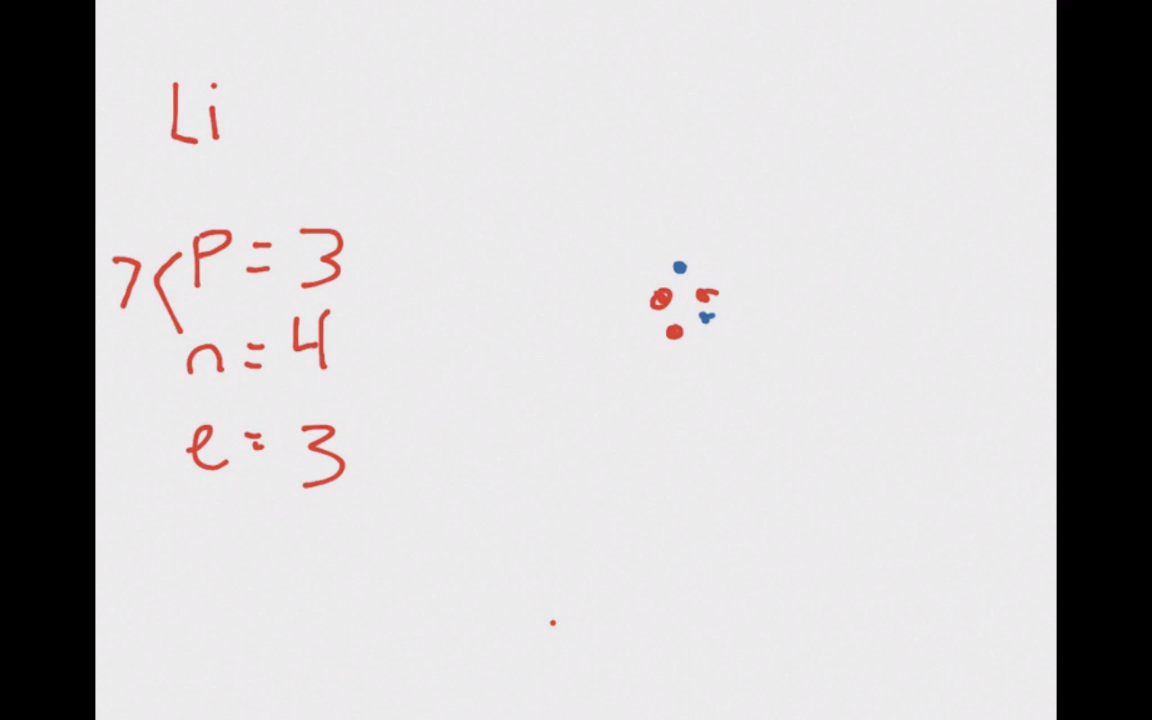 Li
7 P = 3
n = 4
e = 3